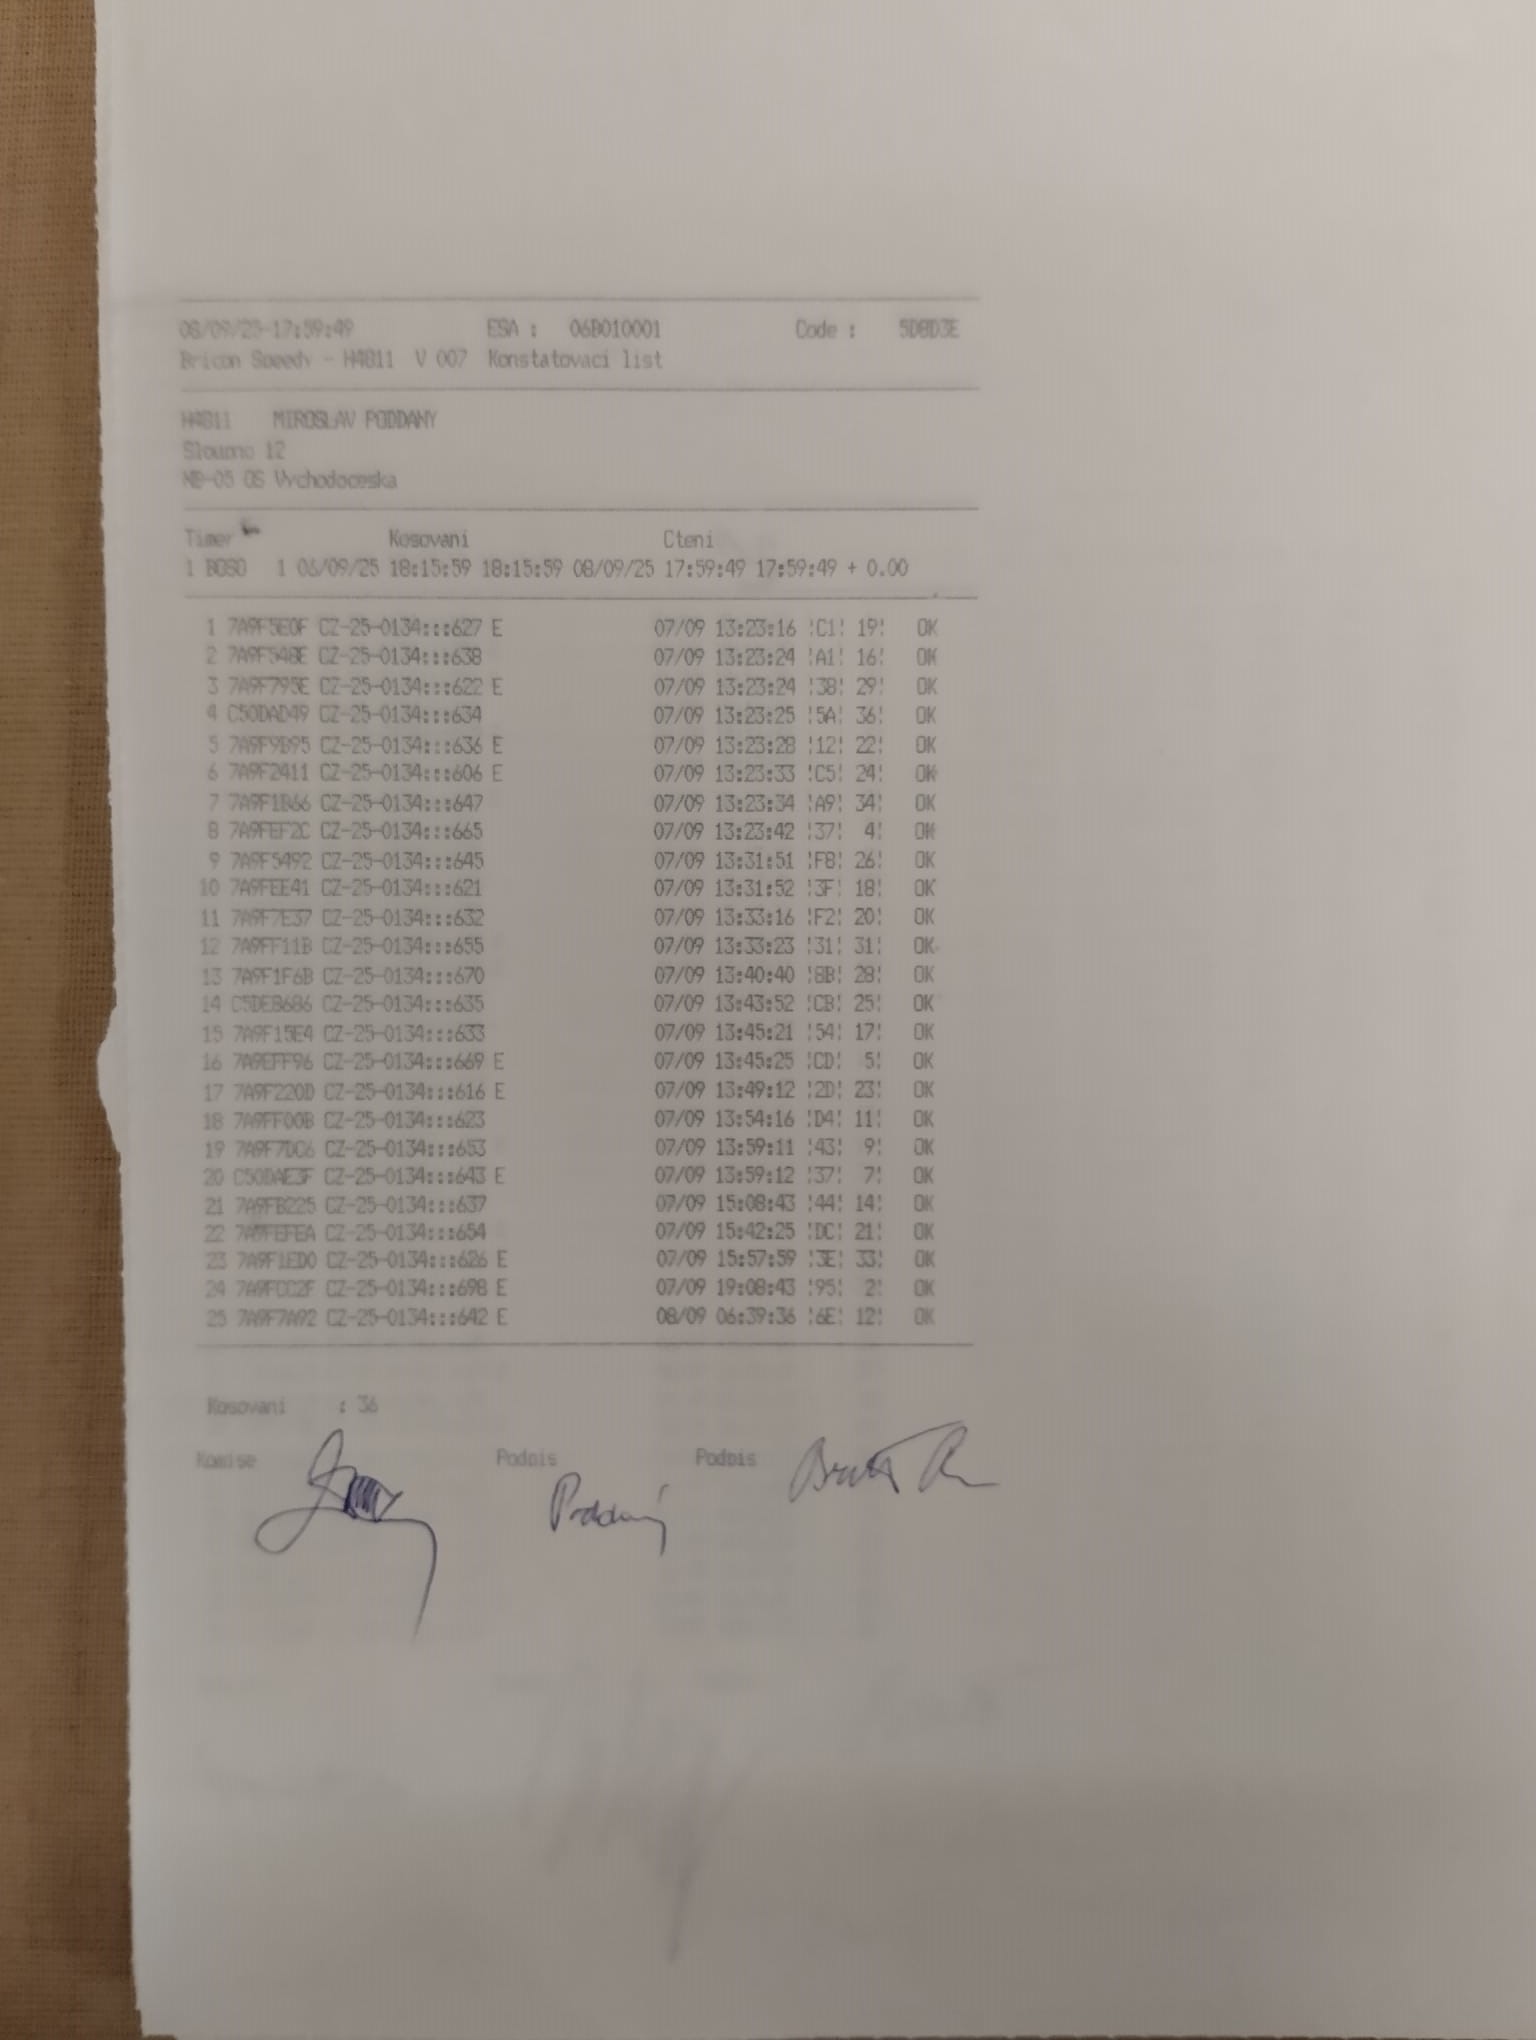 08/09/25-17:59:49 ESA : 06B010001 Code : 5D8D3E
Bricon Speedy - H4811 V 007 Konstatovaci list
H4811 MIROSLAV PODDANY
Sloupno 12
NB-05 OS Vychodoceska
Timer Kosovani Cteni
1 BOSO 1 06/09/25 18:15:59 18:15:59 08/09/25 17:59:49 17:59:49 + 0.00
1 7A9F5E0F CZ-25-0134:::627 E 07/09 13:23:16 !C1! 19! OK
2 7A9F548E CZ-25-0134:::638 07/09 13:23:24 !A1! 16! OK
3 7A9F795E CZ-25-0134:::622 E 07/09 13:23:24 !38! 29! OK
4 C50DAD49 CZ-25-0134:::634 07/09 13:23:25 !5A! 36! OK
5 7A9F9B95 CZ-25-0134:::636 E 07/09 13:23:28 !12! 22! OK
6 7A9F2411 CZ-25-0134:::606 E 07/09 13:23:33 !C5! 24! OK
7 7A9F1B66 CZ-25-0134:::647 07/09 13:23:34 !A9! 34! OK
8 7A9FEF2C CZ-25-0134:::665 07/09 13:23:42 !37! 4! OK
9 7A9F5492 CZ-25-0134:::645 07/09 13:31:51 !F8! 26! OK
10 7A9FEE41 CZ-25-0134:::621 07/09 13:31:52 !3F! 18! OK
11 7A9F7E37 CZ-25-0134:::632 07/09 13:33:16 !F2! 20! OK
12 7A9FF11B CZ-25-0134:::655 07/09 13:33:23 !31! 31! OK
13 7A9F1F6B CZ-25-0134:::670 07/09 13:40:40 !8B! 28! OK
14 C5DEB686 CZ-25-0134:::635 07/09 13:43:52 !CB! 25! OK
15 7A9F15E4 CZ-25-0134:::633 07/09 13:45:21 !54! 17! OK
16 7A9EFF96 CZ-25-0134:::669 E 07/09 13:45:25 !CD! 5! OK
17 7A9F220D CZ-25-0134:::616 E 07/09 13:49:12 !2D! 23! OK
18 7A9FF00B CZ-25-0134:::623 07/09 13:54:16 !D4! 11! OK
19 7A9F7DC6 CZ-25-0134:::653 07/09 13:59:11 !43! 9! OK
20 C50DAE3F CZ-25-0134:::643 E 07/09 13:59:12 !37! 7! OK
21 7A9FB225 CZ-25-0134:::637 07/09 15:08:43 !44! 14! OK
22 7A9FEFEA CZ-25-0134:::654 07/09 15:42:25 !DC! 21! OK
23 7A9F1ED0 CZ-25-0134:::626 E 07/09 15:57:59 !3E! 33! OK
24 7A9FCC2F CZ-25-0134:::698 E 07/09 19:08:43 !95! 2! OK
25 7A9F7A92 CZ-25-0134:::642 E 08/09 06:39:36 !6E! 12! OK
Kosovani : 36
Komise Podpis Podpis
Poddaný